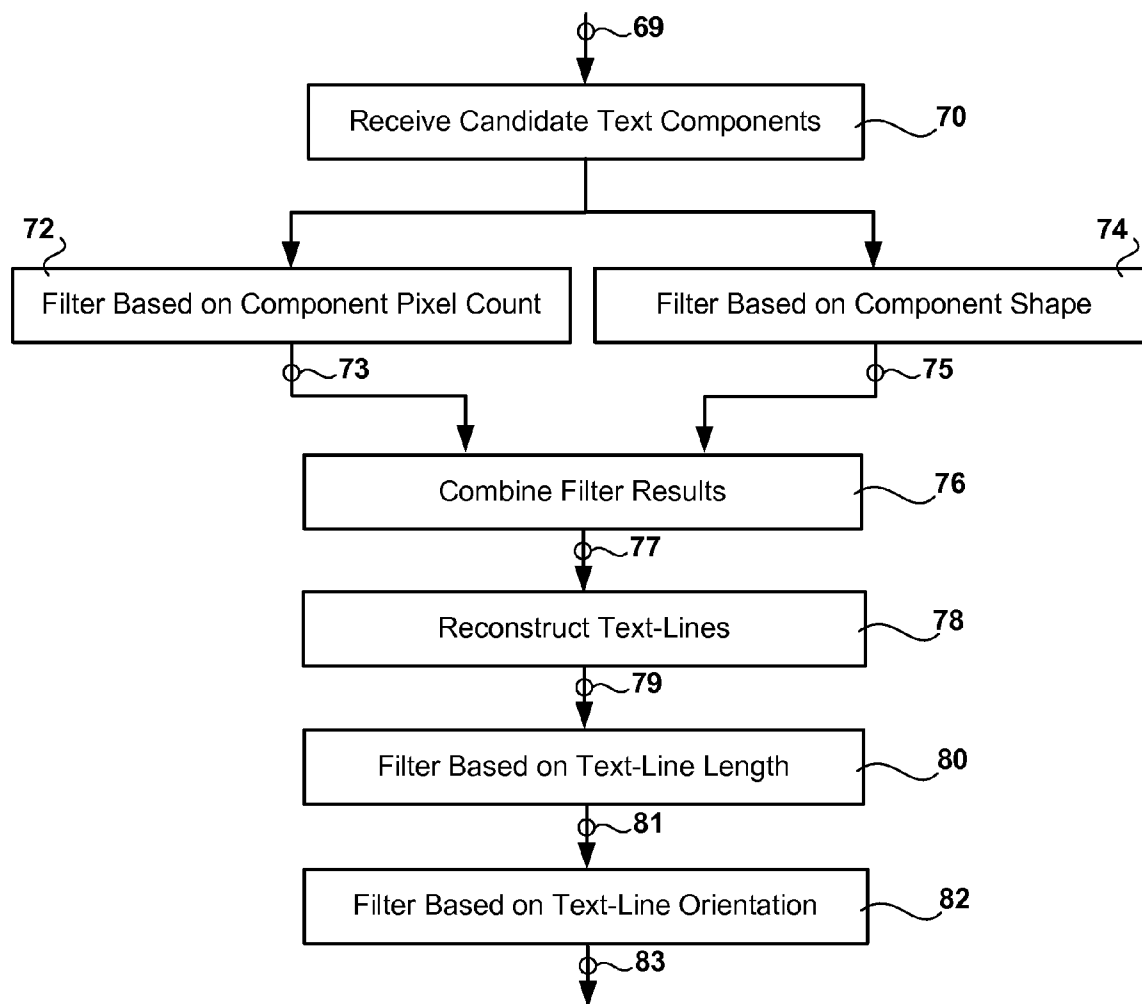 69
Receive Candidate Text Components
70
72
74
Filter Based on Component Pixel Count
Filter Based on Component Shape
73
75
Combine Filter Results
76
77
Reconstruct Text-Lines
78
79
Filter Based on Text-Line Length
80
81
Filter Based on Text-Line Orientation
82
83